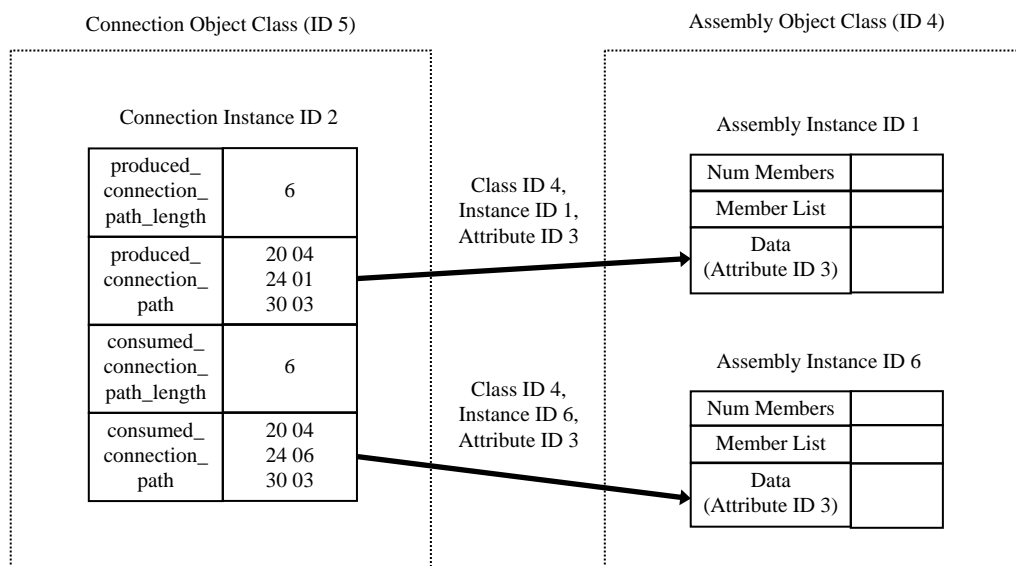 Connection Object Class (ID 5)
Assembly Object Class (ID 4)
Connection Instance ID 2
produced_
connection_
path_length
6
produced_
connection_
path
20 04
24 01
30 03
consumed_
connection_
path_length
6
consumed_
connection_
path
20 04
24 06
30 03
Class ID 4,
Instance ID 1,
Attribute ID 3
Class ID 4,
Instance ID 6,
Attribute ID 3
Assembly Instance ID 1
Num Members
Member List
Data
(Attribute ID 3)
Assembly Instance ID 6
Num Members
Member List
Data
(Attribute ID 3)